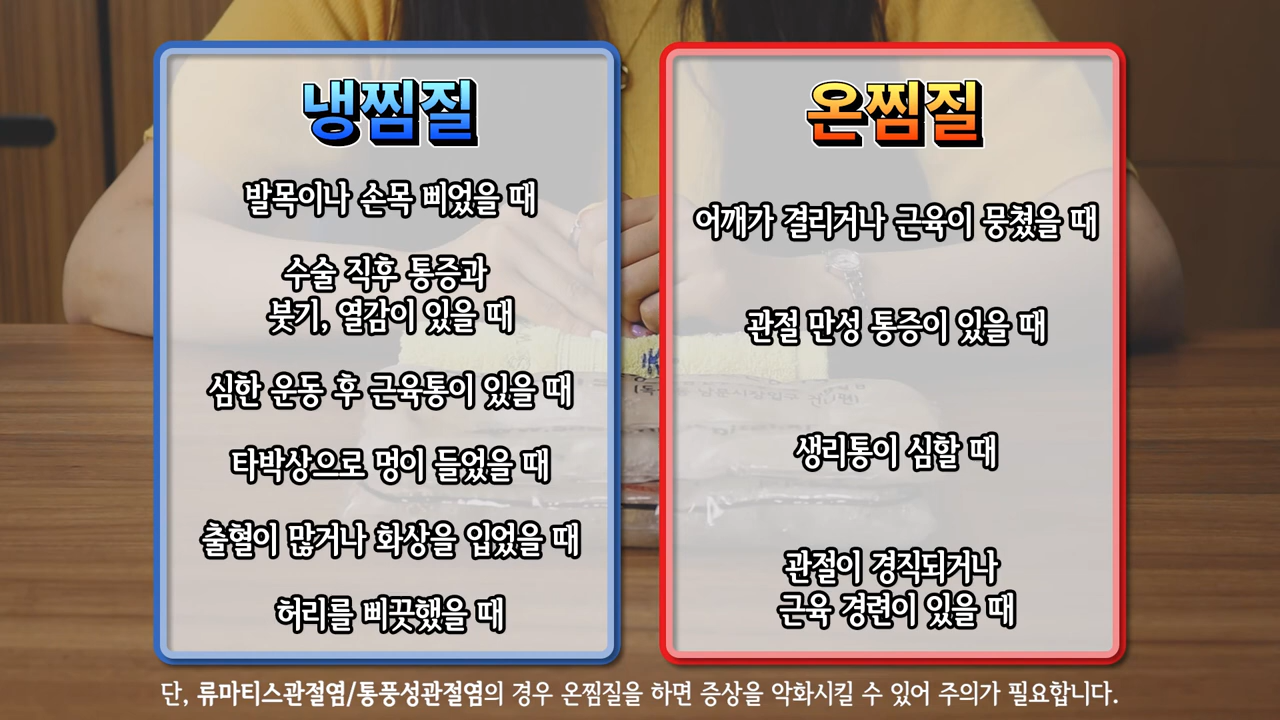 냉찜질
발목이나 손목 삐었을 때
수술 직후 통증과
붓기, 열감이 있을 때
심한 운동 후 근육통이 있을 때
타박상으로 멍이 들었을 때
출혈이 많거나 화상을 입었을 때
허리를 삐끗했을 때
온찜질
어깨가 결리거나 근육이 뭉쳤을 때
관절 만성 통증이 있을 때
생리통이 심할 때
관절이 경직되거나
근육 경련이 있을 때
단, 류마티스관절염/통풍성관절염의 경우 온찜질을 하면 증상을 악화시킬 수 있어 주의가 필요합니다.